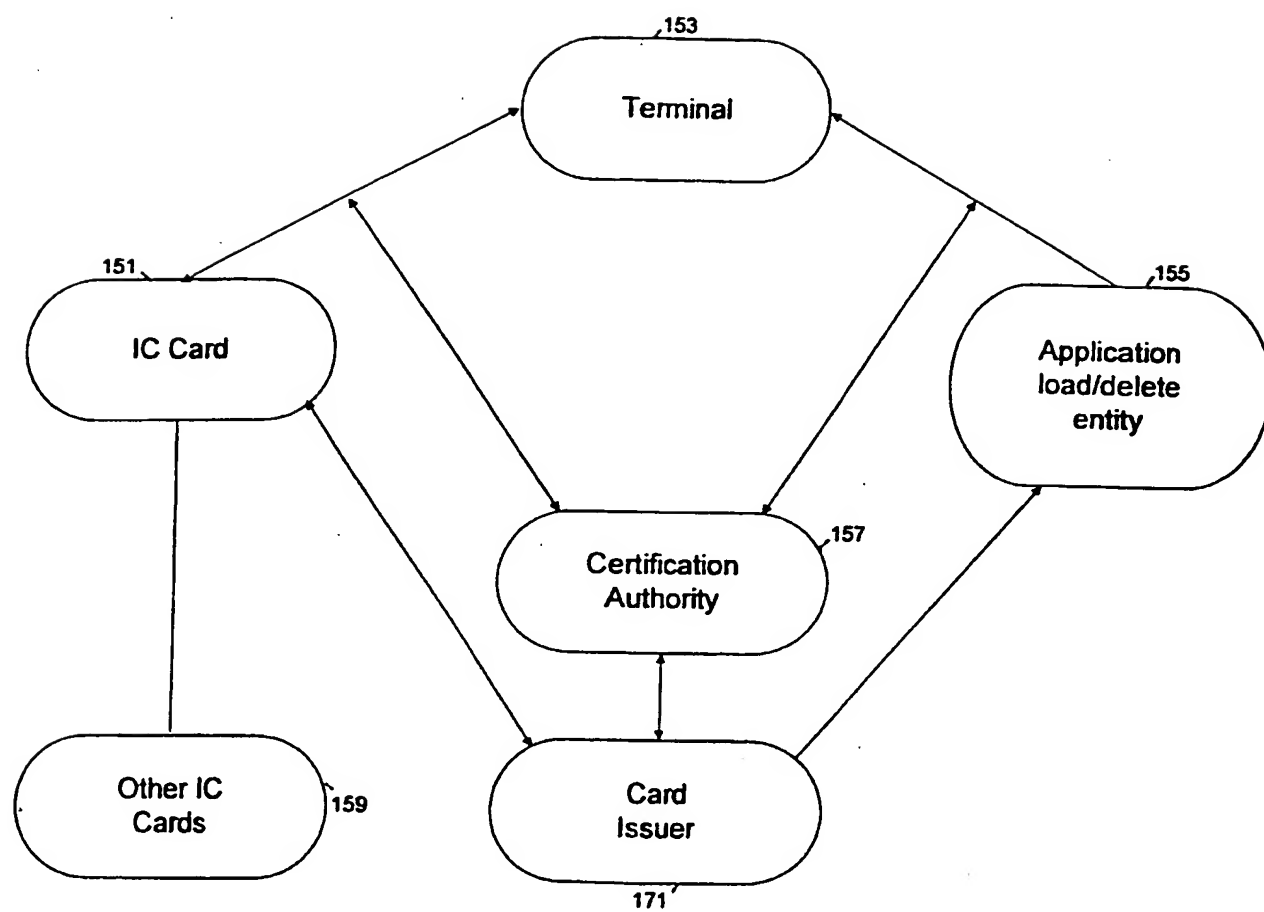 153
Terminal
151
IC Card
155
Application
load/delete
entity
157
Certification
Authority
Other IC
Cards
159
Card
Issuer
171